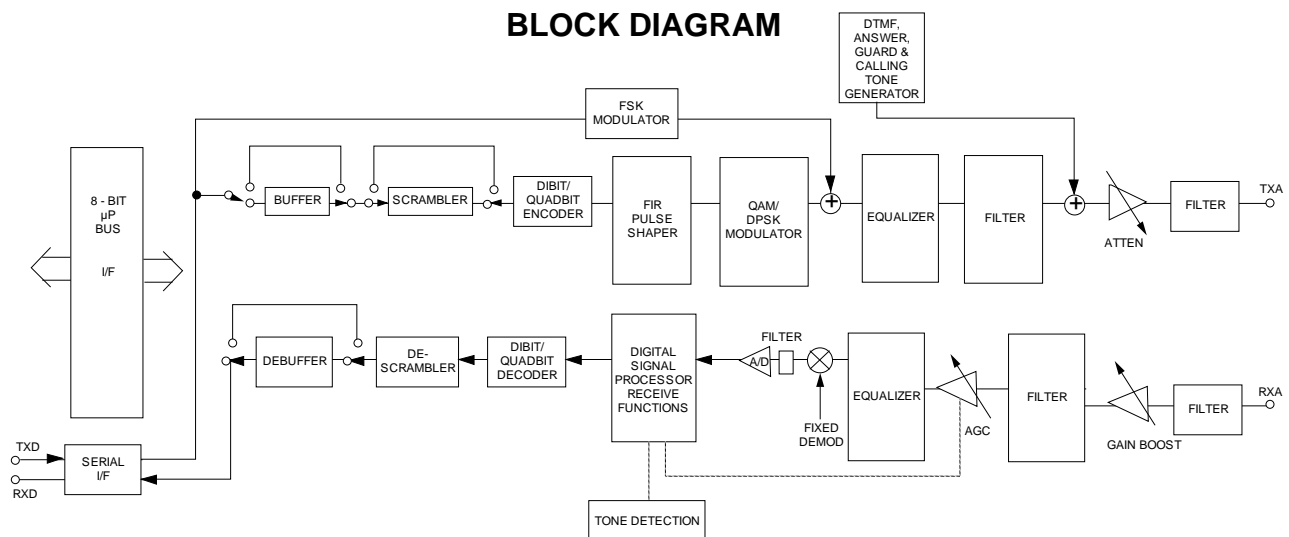 BLOCK DIAGRAM
DTMF,
ANSWER,
GUARD &
CALLING
TONE
GENERATOR
FSK
MODULATOR
8 - BIT
µP
BUS
I/F
BUFFER
SCRAMBLER
DIBIT/
QUADBIT
ENCODER
FIR
PULSE
SHAPER
QAM/
DPSK
MODULATOR
+
EQUALIZER
FILTER
+
ATTEN
FILTER
TXA
DEBUFFER
DE-
SCRAMBLER
DIBIT/
QUADBIT
DECODER
DIGITAL
SIGNAL
PROCESSOR
RECEIVE
FUNCTIONS
A/D
FILTER
FIXED
DEMOD
EQUALIZER
AGC
FILTER
GAIN BOOST
FILTER
RXA
TXD
RXD
SERIAL
I/F
TONE DETECTION